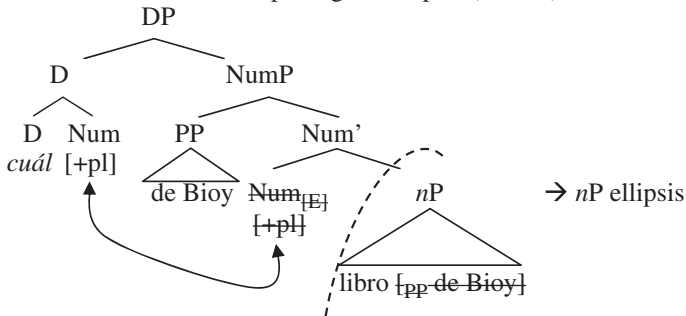 DP
D NumP
D Num PP Num’
cuál [+pl]
de Bioy Num[E] nP → nP ellipsis
[+pl]
libro [PP de Bioy]